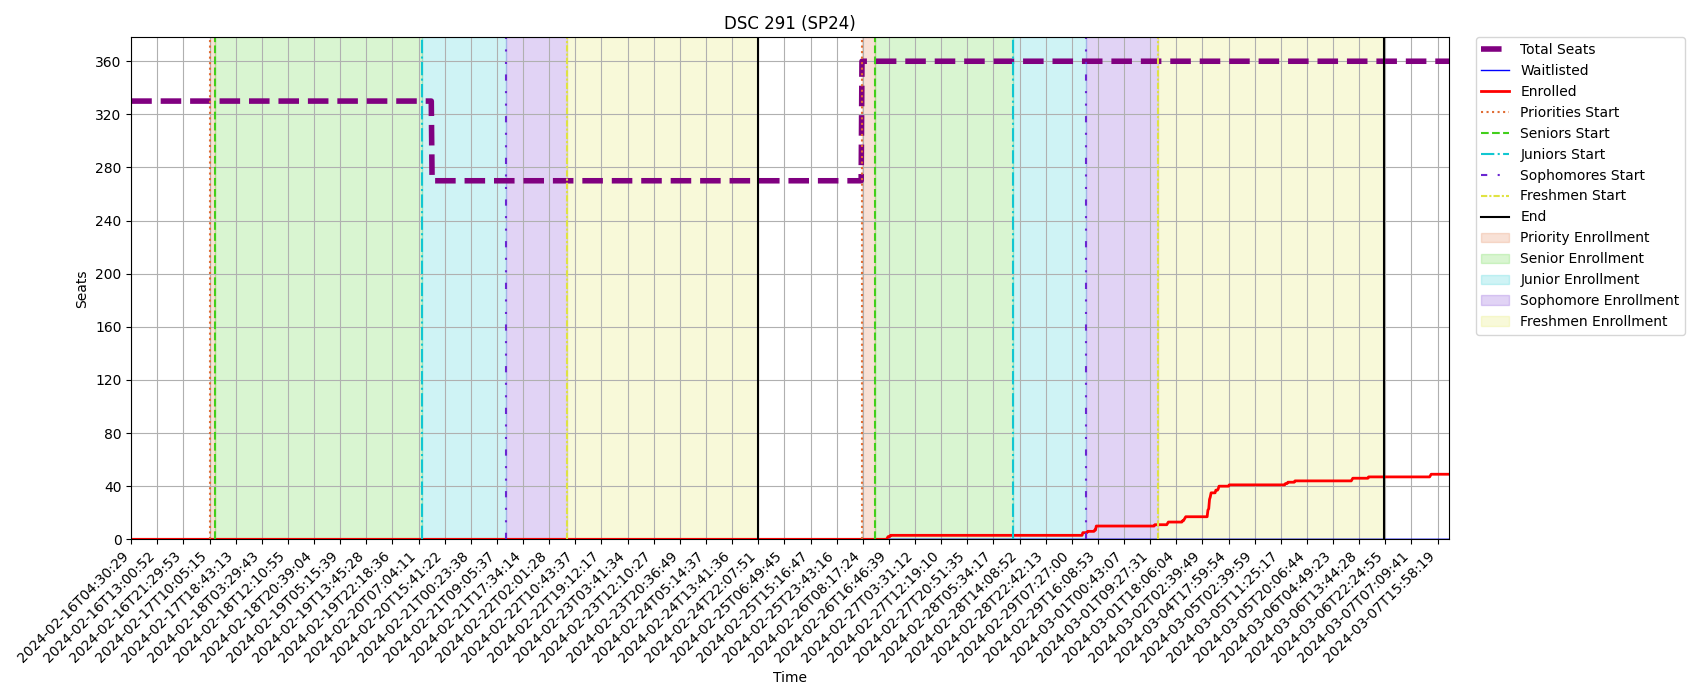 DSC 291 (SP24)
Seats
360
320
280
240
200
160
120
80
40
0
2024-02-16T04:30:29
2024-02-16T13:00:52
2024-02-16T21:29:53
2024-02-17T10:05:15
2024-02-17T18:43:13
2024-02-18T03:29:43
2024-02-18T12:10:55
2024-02-18T20:39:04
2024-02-19T05:15:39
2024-02-19T13:45:28
2024-02-19T22:18:36
2024-02-20T07:04:11
2024-02-20T15:41:22
2024-02-21T00:23:38
2024-02-21T09:05:37
2024-02-21T17:34:14
2024-02-22T02:01:28
2024-02-22T10:43:37
2024-02-22T19:12:17
2024-02-23T03:41:34
2024-02-23T12:10:27
2024-02-23T20:36:49
2024-02-24T05:14:37
2024-02-24T13:41:36
2024-02-24T22:07:51
2024-02-25T06:49:45
2024-02-25T15:16:47
2024-02-25T23:43:16
2024-02-26T08:17:24
2024-02-26T16:46:39
2024-02-27T03:31:12
2024-02-27T12:19:10
2024-02-27T20:51:35
2024-02-28T05:34:17
2024-02-28T14:08:52
2024-02-28T22:42:13
2024-02-29T07:27:00
2024-02-29T16:08:53
2024-03-01T00:43:07
2024-03-01T09:27:31
2024-03-01T18:06:04
2024-03-02T02:39:49
2024-03-04T17:59:54
2024-03-05T02:39:59
2024-03-05T11:25:17
2024-03-05T20:06:44
2024-03-06T04:49:23
2024-03-06T13:44:28
2024-03-06T22:24:55
2024-03-07T07:09:41
2024-03-07T15:58:19
Time
Total Seats
Waitlisted
Enrolled
Priorities Start
Seniors Start
Juniors Start
Sophomores Start
Freshmen Start
End
Priority Enrollment
Senior Enrollment
Junior Enrollment
Sophomore Enrollment
Freshmen Enrollment